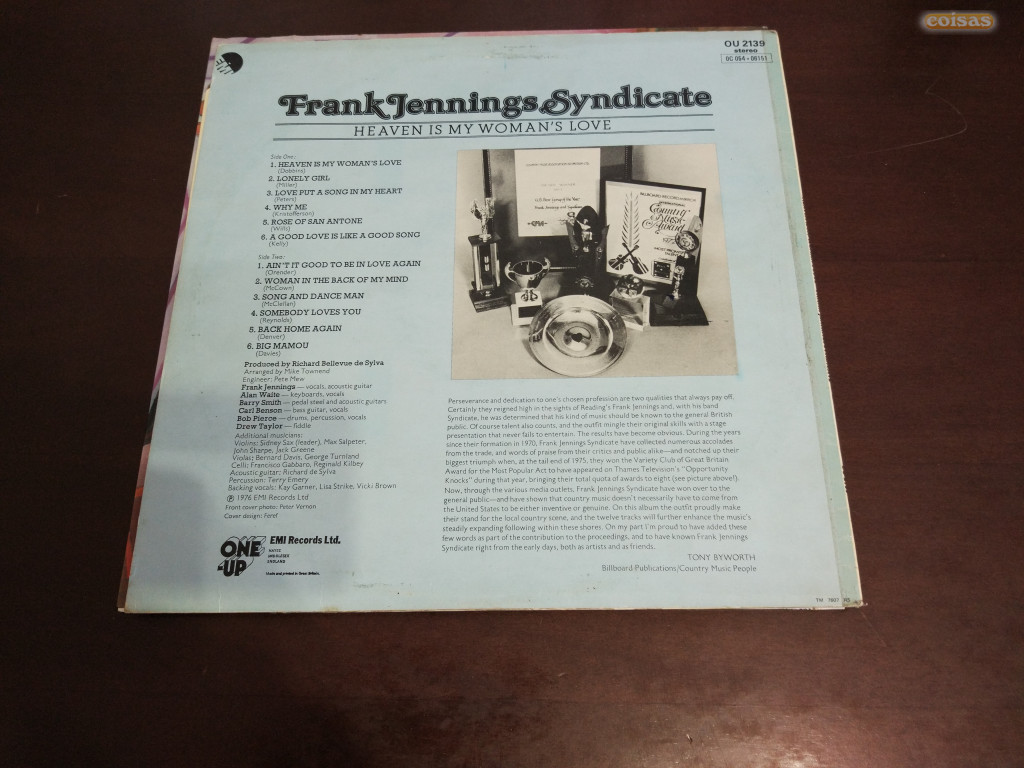 coisas
EMI
OU 2139
stereo
OC 054 • 06151
Frank Jennings Syndicate
HEAVEN IS MY WOMAN'S LOVE
Side One:
1. HEAVEN IS MY WOMAN'S LOVE
(Dobbins)
2. LONELY GIRL
(Miller)
3. LOVE PUT A SONG IN MY HEART
(Peters)
4. WHY ME
(Kristofferson)
5. ROSE OF SAN ANTONE
(Wills)
6. A GOOD LOVE IS LIKE A GOOD SONG
(Kelly)
Side Two:
1. AIN'T IT GOOD TO BE IN LOVE AGAIN
(Orender)
2. WOMAN IN THE BACK OF MY MIND
(McCown)
3. SONG AND DANCE MAN
(McClellan)
4. SOMEBODY LOVES YOU
(Reynolds)
5. BACK HOME AGAIN
(Denver)
6. BIG MAMOU
(Davies)
Produced by Richard Bellevue de Sylva
Arranged by Mike Townend
Engineer: Pete Mew
Frank Jennings — vocals, acoustic guitar
Alan Waite — keyboards, vocals
Barry Smith — pedal steel and acoustic guitars
Carl Benson — bass guitar, vocals
Bob Pierce — drums, percussion, vocals
Drew Taylor — fiddle
Additional musicians:
Violins: Sidney Sax (leader), Max Salpeter,
John Sharpe, Jack Greene
Violas: Bernard Davis, George Turnland
Celli: Francisco Gabbaro, Reginald Kilbey
Acoustic guitar: Richard de Sylva
Percussion: Terry Emery
Backing vocals: Kay Garner, Lisa Strike, Vicki Brown
℗ 1976 EMI Records Ltd
Front cover photo: Peter Vernon
Cover design: Feref
ONE UP
EMI Records Ltd.
HAYES
MIDDLESEX
ENGLAND
Made and printed in Great Britain
Country
Music
Award
Perseverance and dedication to one's chosen profession are two qualities that always pay off.
Certainly they reigned high in the sights of Reading's Frank Jennings and, with his band
Syndicate, he was determined that his kind of music should be known to the general British
public. Of course talent also counts, and the outfit mingle their original skills with a stage
presentation that never fails to entertain. The results have become obvious. During the years
since their formation in 1970, Frank Jennings Syndicate have collected numerous accolades
from the trade, and words of praise from their critics and public alike—and notched up their
biggest triumph when, at the tail end of 1975, they won the Variety Club of Great Britain
Award for the Most Popular Act to have appeared on Thames Television's "Opportunity
Knocks" during that year, bringing their total quota of awards to eight (see picture above!).
Now, through the various media outlets, Frank Jennings Syndicate have won over to the
general public—and have shown that country music doesn't necessarily have to come from
the United States to be either inventive or genuine. On this album the outfit proudly make
their stand for the local country scene, and the twelve tracks will further enhance the music's
steadily expanding following within these shores. On my part I'm proud to have added these
few words as part of the contribution to the proceedings, and to have known Frank Jennings
Syndicate right from the early days, both as artists and as friends.
TONY BYWORTH
Billboard Publications/Country Music People